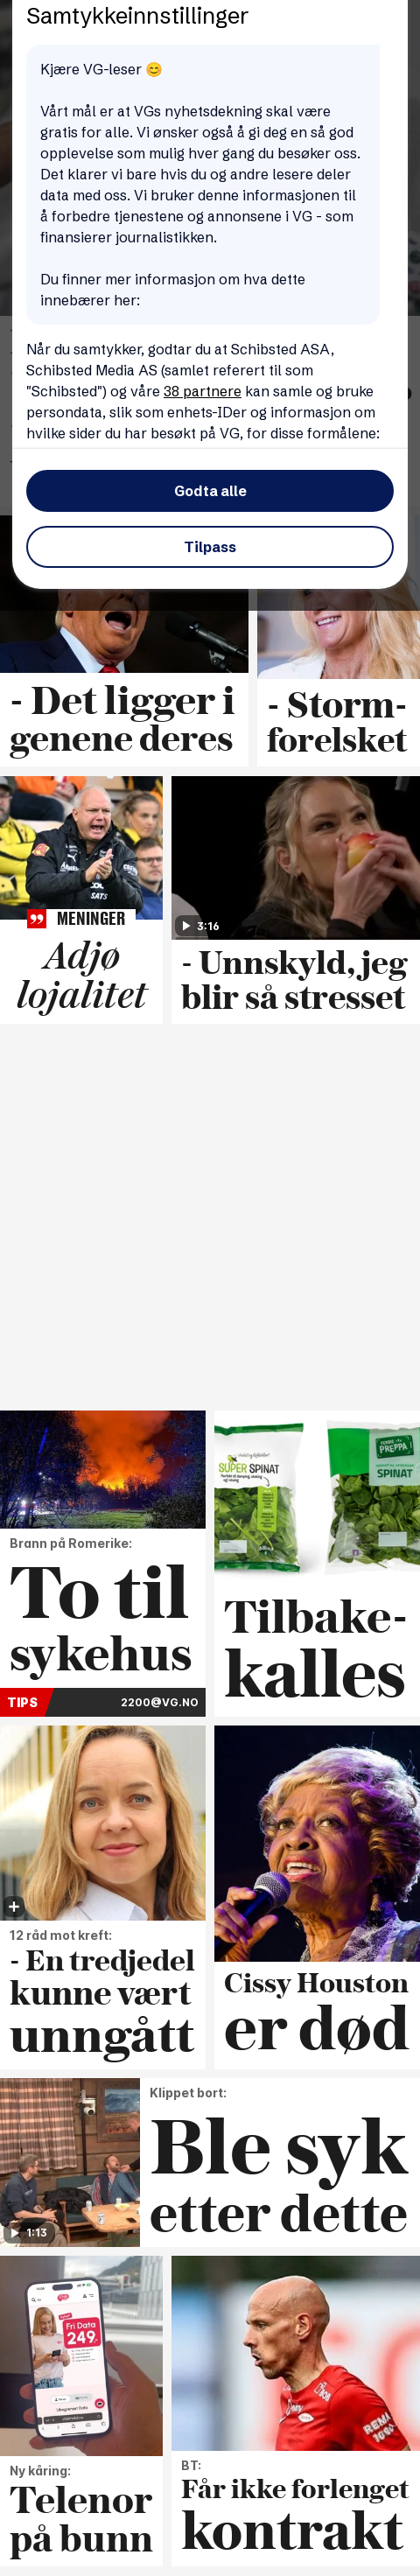 Samtykkeinnstillinger
Kjære VG-leser 😊
Vårt mål er at VGs nyhetsdekning skal være
gratis for alle. Vi ønsker også å gi deg en så god
opplevelse som mulig hver gang du besøker oss.
Det klarer vi bare hvis du og andre lesere deler
data med oss. Vi bruker denne informasjonen til
å forbedre tjenestene og annonsene i VG - som
finansierer journalistikken.
Du finner mer informasjon om hva dette
innebærer her:
Når du samtykker, godtar du at Schibsted ASA,
Schibsted Media AS (samlet referert til som
"Schibsted") og våre 38 partnere kan samle og bruke
persondata, slik som enhets-IDer og informasjon om
hvilke sider du har besøkt på VG, for disse formålene:
Godta alle
Tilpass
- Det ligger i
genene deres
- Storm-
forelsket
SATS
MENINGER
Adjø
lojalitet
3:16
- Unnskyld, jeg
blir så stresset
Brann på Romerike:
To til
sykehus
TIPS 2200@VG.NO
SUPER SPINAT
PREPPA
SPINAT
Tilbake-
kalles
12 råd mot kreft:
- En tredjedel
kunne vært
unngått
Cissy Houston
er død
1:13
Klippet bort:
Ble syk
etter dette
Fri Data
249,-
Ny kåring:
Telenor
på bunn
REMA
1000
BT:
Får ikke forlenget
kontrakt